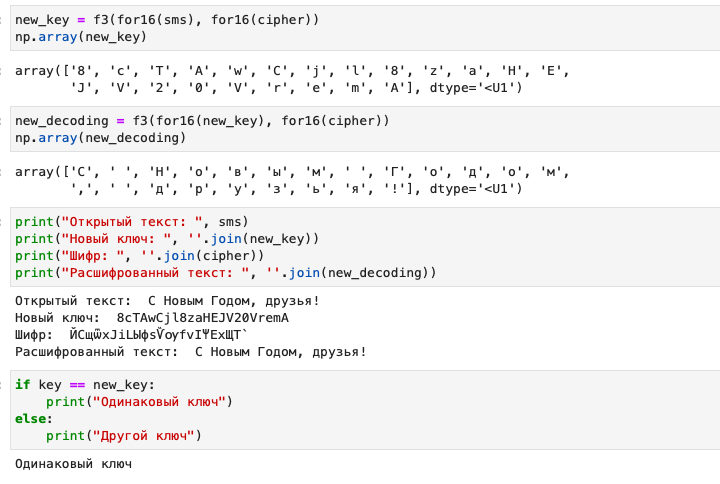 new_key = f3(for16(sms), for16(cipher))
np.array(new_key)
array(['8', 'c', 'T', 'A', 'w', 'C', 'j', 'l', '8', 'z', 'a', 'H', 'E',
'J', 'V', '2', '0', 'V', 'r', 'e', 'm', 'A'], dtype='<U1')
new_decoding = f3(for16(new_key), for16(cipher))
np.array(new_decoding)
array(['С', ' ', 'Н', 'о', 'в', 'ы', 'м', ' ', 'Г', 'о', 'д', 'о', 'м',
',', ' ', 'д', 'р', 'у', 'з', 'ь', 'я', '!'], dtype='<U1')
print("Открытый текст: ", sms)
print("Новый ключ: ", ''.join(new_key))
print("Шифр: ", ''.join(cipher))
print("Расшифрованный текст: ", ''.join(new_decoding))
Открытый текст:  С Новым Годом, друзья!
Новый ключ:  8cTAwCjl8zaHEJV20VremA
Шифр:
Расшифрованный текст:  С Новым Годом, друзья!
if key == new_key:
print("Одинаковый ключ")
else:
print("Другой ключ")
Одинаковый ключ